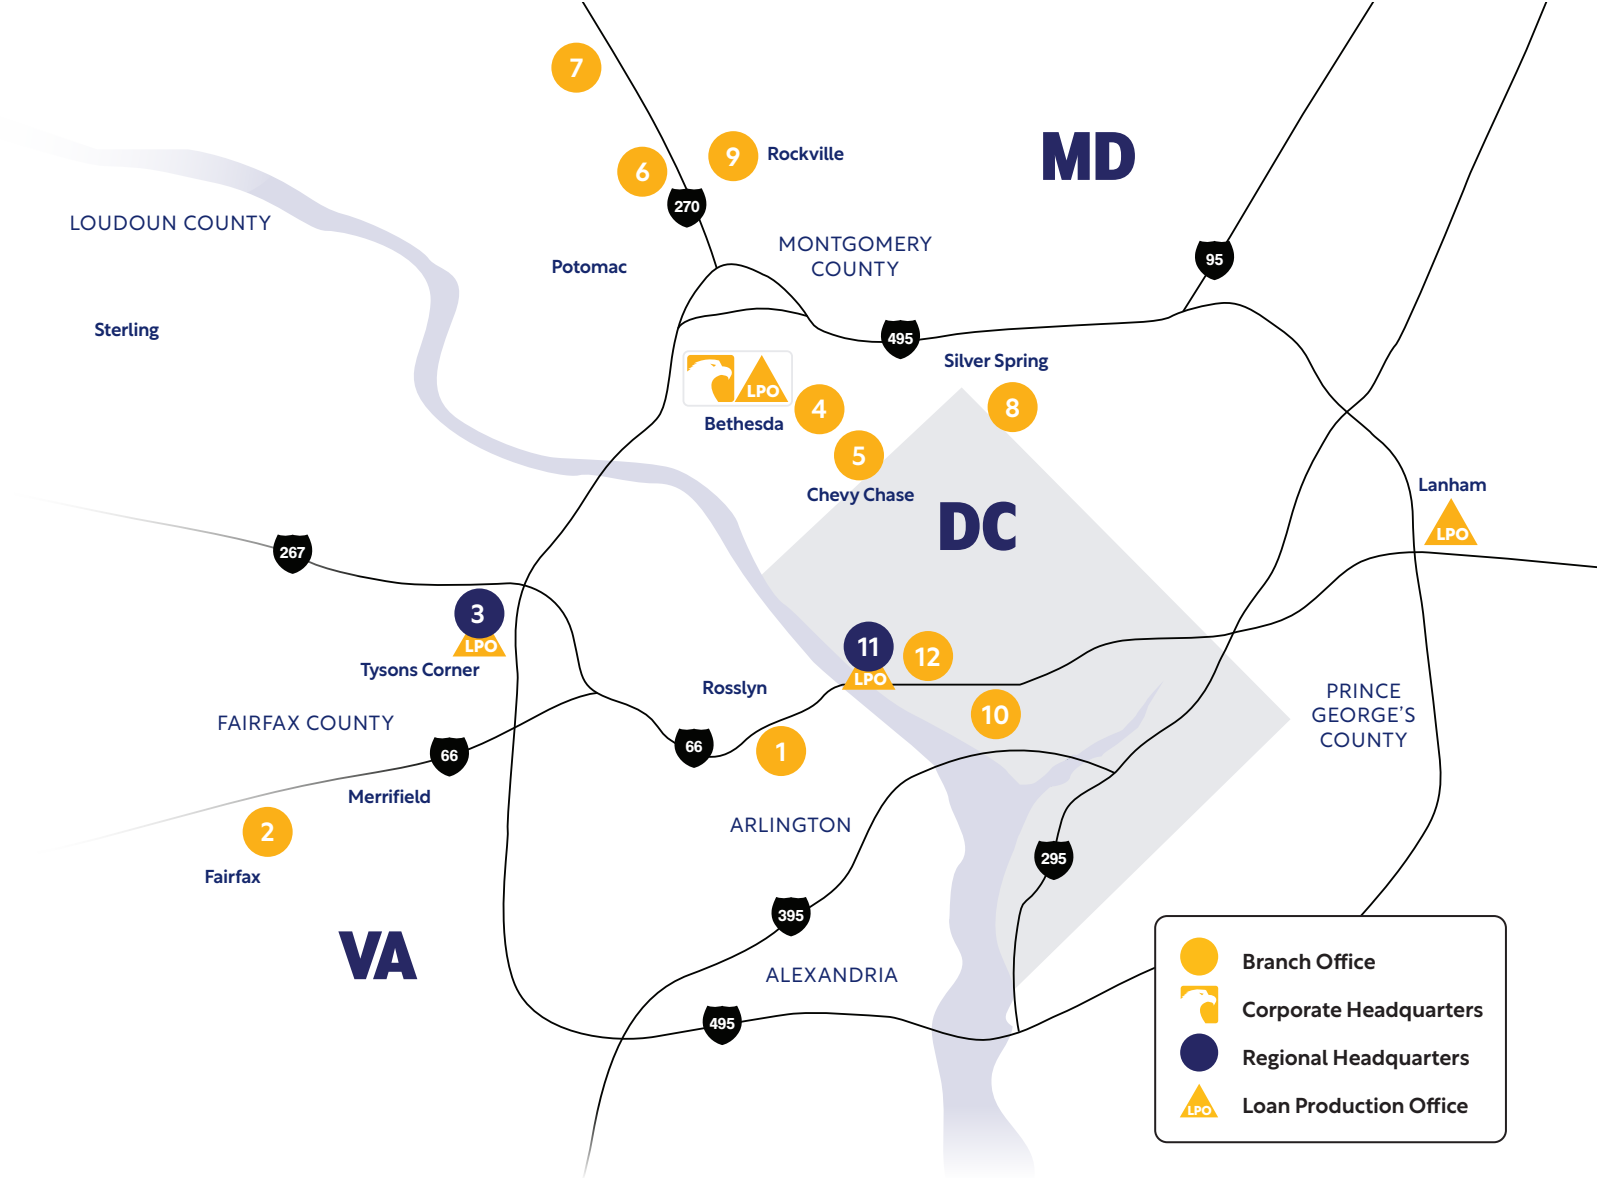 7
MD
9
Rockville
6
270
LOUDOUN COUNTY
MONTGOMERY
COUNTY
95
Potomac
Sterling
495
Silver Spring
LPO
4
8
Bethesda
5
Chevy Chase
Lanham
LPO
DC
267
3
LPO
Tysons Corner
11
LPO
12
Rosslyn
10
PRINCE
GEORGE'S
COUNTY
FAIRFAX COUNTY
66
66
1
Merrifield
2
ARLINGTON
Fairfax
295
395
VA
ALEXANDRIA
495
Branch Office
Corporate Headquarters
Regional Headquarters
LPO
Loan Production Office